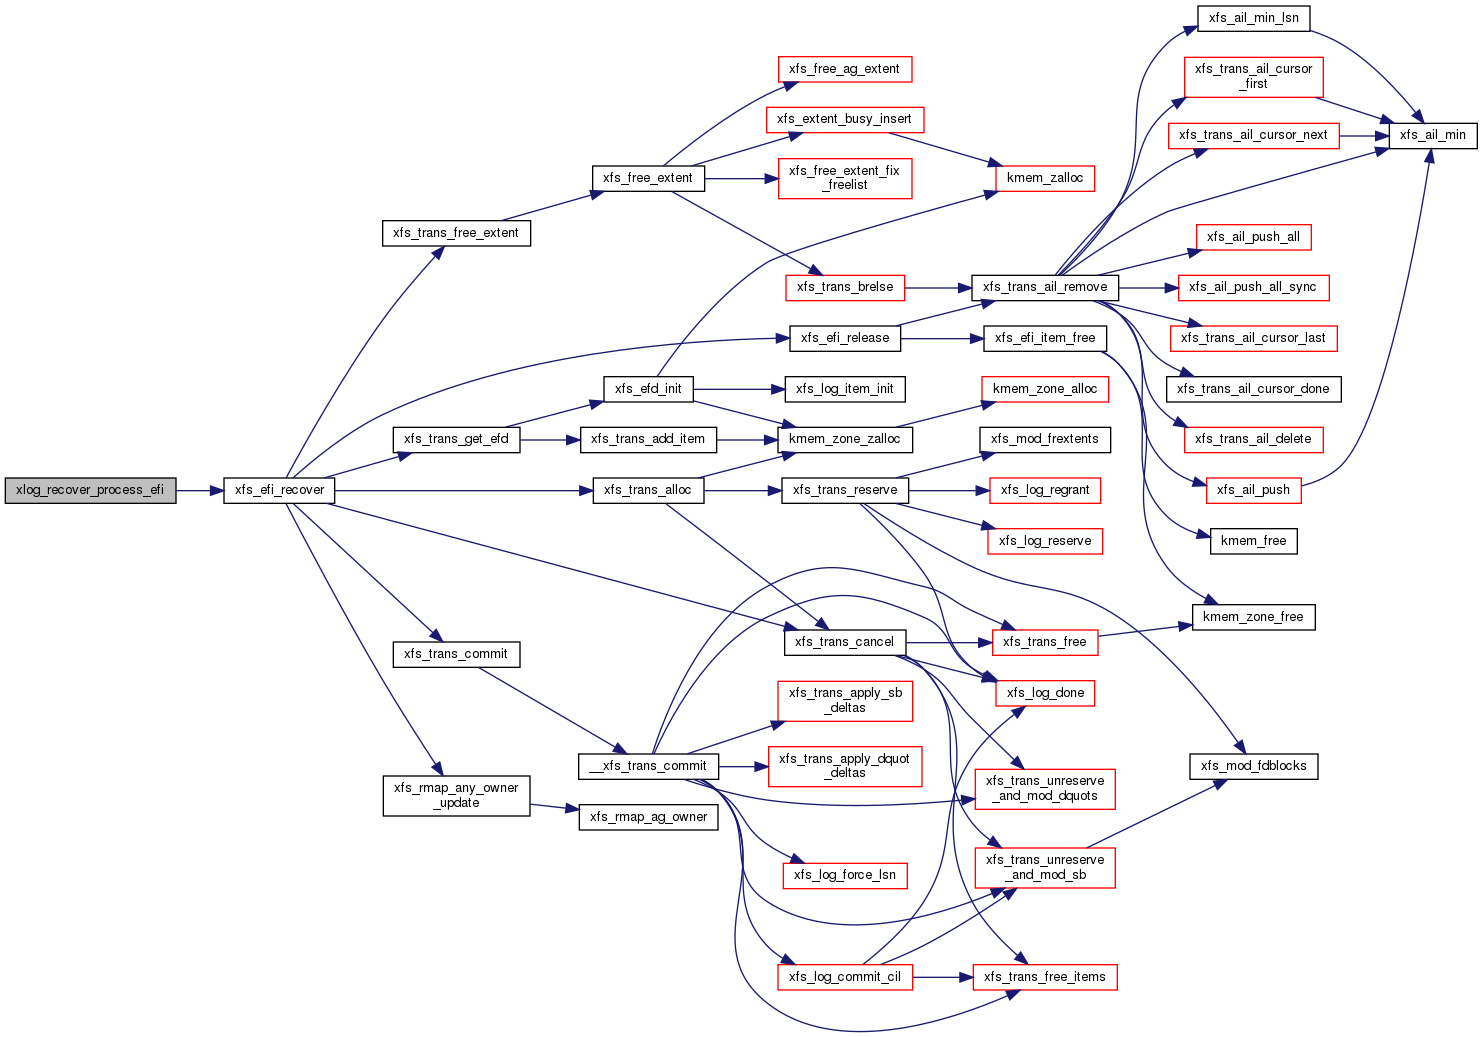 xfs_ail_min_lsn
xfs_free_ag_extent
xfs_trans_ail_cursor
_first
xfs_extent_busy_insert
xfs_trans_ail_cursor_next
xfs_ail_min
xfs_free_extent
xfs_free_extent_fix
_freelist
kmem_zalloc
xfs_trans_free_extent
xfs_ail_push_all
xfs_trans_brelse
xfs_trans_ail_remove
xfs_ail_push_all_sync
xfs_efi_release
xfs_efi_item_free
xfs_trans_ail_cursor_last
xfs_efd_init
xfs_log_item_init
kmem_zone_alloc
xfs_trans_ail_cursor_done
xfs_trans_get_efd
xfs_trans_add_item
kmem_zone_zalloc
xfs_mod_frextents
xfs_trans_ail_delete
xlog_recover_process_efi
xfs_efi_recover
xfs_trans_alloc
xfs_trans_reserve
xfs_log_regrant
xfs_ail_push
xfs_log_reserve
kmem_free
kmem_zone_free
xfs_trans_commit
xfs_trans_cancel
xfs_trans_free
xfs_trans_apply_sb
_deltas
xfs_log_done
__xfs_trans_commit
xfs_trans_apply_dquot
_deltas
xfs_mod_fdblocks
xfs_rmap_any_owner
_update
xfs_trans_unreserve
_and_mod_dquots
xfs_rmap_ag_owner
xfs_log_force_lsn
xfs_trans_unreserve
_and_mod_sb
xfs_log_commit_cil
xfs_trans_free_items